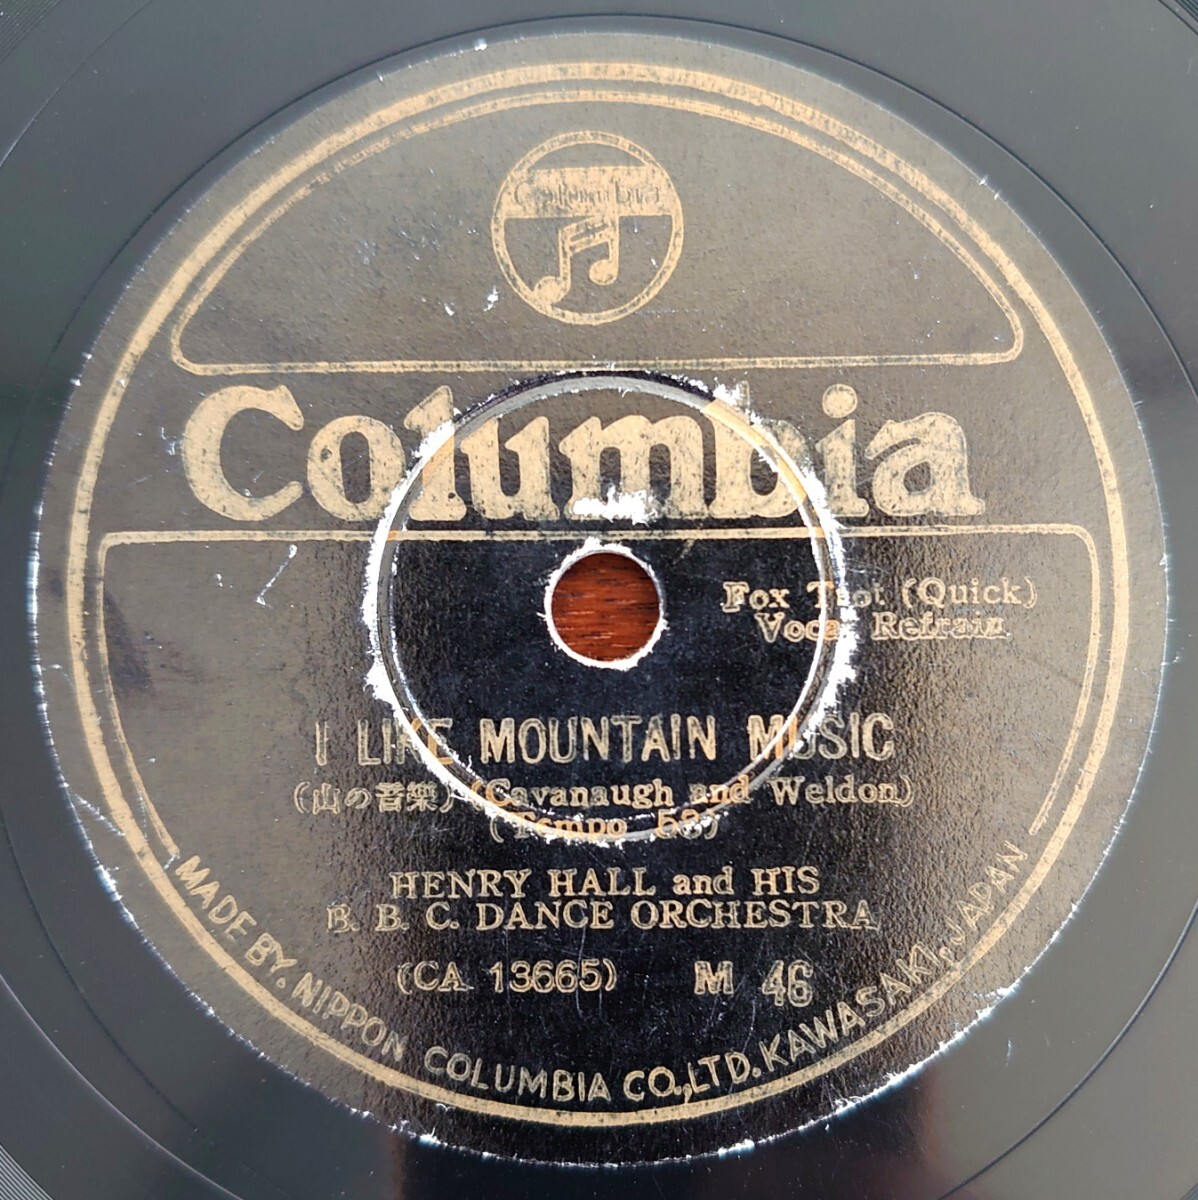 Columbia
Columbia
Fox Trot (Quick)
Vocal Refrain
I LIKE MOUNTAIN MUSIC
(山の音樂) (Cavanaugh and Weldon)
(Tempo 58)
HENRY HALL and HIS
B. B. C. DANCE ORCHESTRA
(CA 13665) M 46
MADE BY. NIPPON COLUMBIA CO., LTD. KAWASAKI, JAPAN